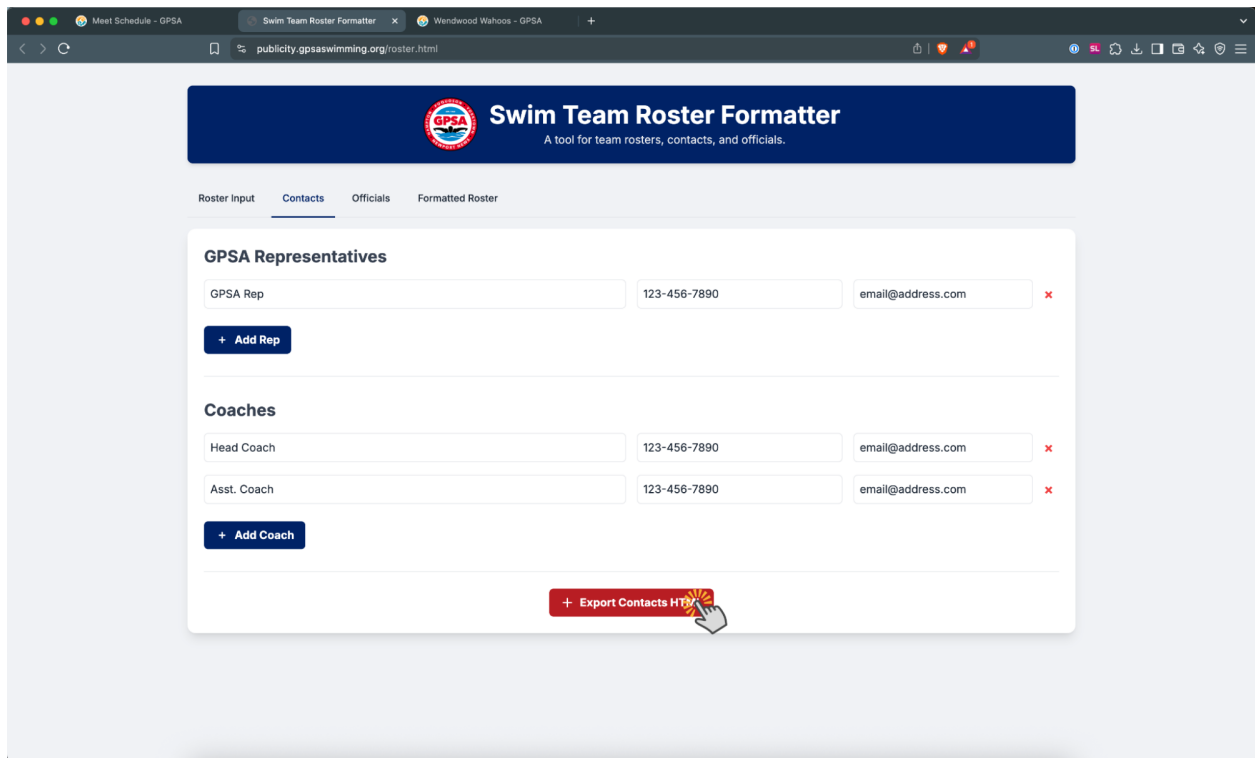 Meet Schedule - GPSA
Swim Team Roster Formatter
Wendwood Wahoos - GPSA
publicity.gpsaswimming.org/roster.html
GPSA
Swim Team Roster Formatter
A tool for team rosters, contacts, and officials.
Roster Input Contacts Officials Formatted Roster
GPSA Representatives
GPSA Rep 123-456-7890 email@address.com
+ Add Rep
Coaches
Head Coach 123-456-7890 email@address.com
Asst. Coach 123-456-7890 email@address.com
+ Add Coach
+ Export Contacts